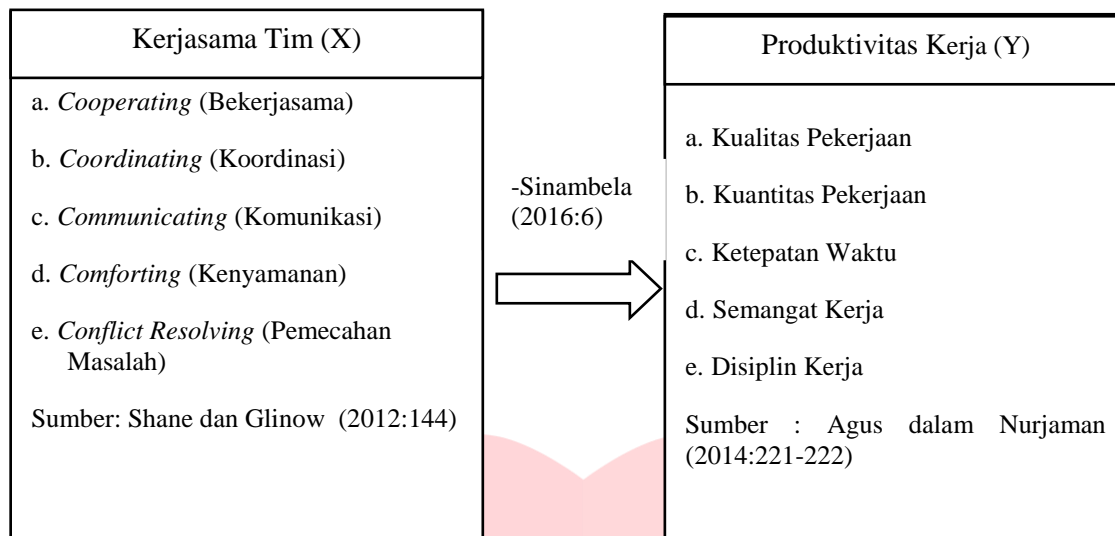 Kerjasama Tim (X)
a. Cooperating (Bekerjasama)
b. Coordinating (Koordinasi)
c. Communicating (Komunikasi)
d. Comforting (Kenyamanan)
e. Conflict Resolving (Pemecahan
Masalah)
Sumber: Shane dan Glinow (2012:144)
-Sinambela
(2016:6)
Produktivitas Kerja (Y)
a. Kualitas Pekerjaan
b. Kuantitas Pekerjaan
c. Ketepatan Waktu
d. Semangat Kerja
e. Disiplin Kerja
Sumber : Agus dalam Nurjaman
(2014:221-222)